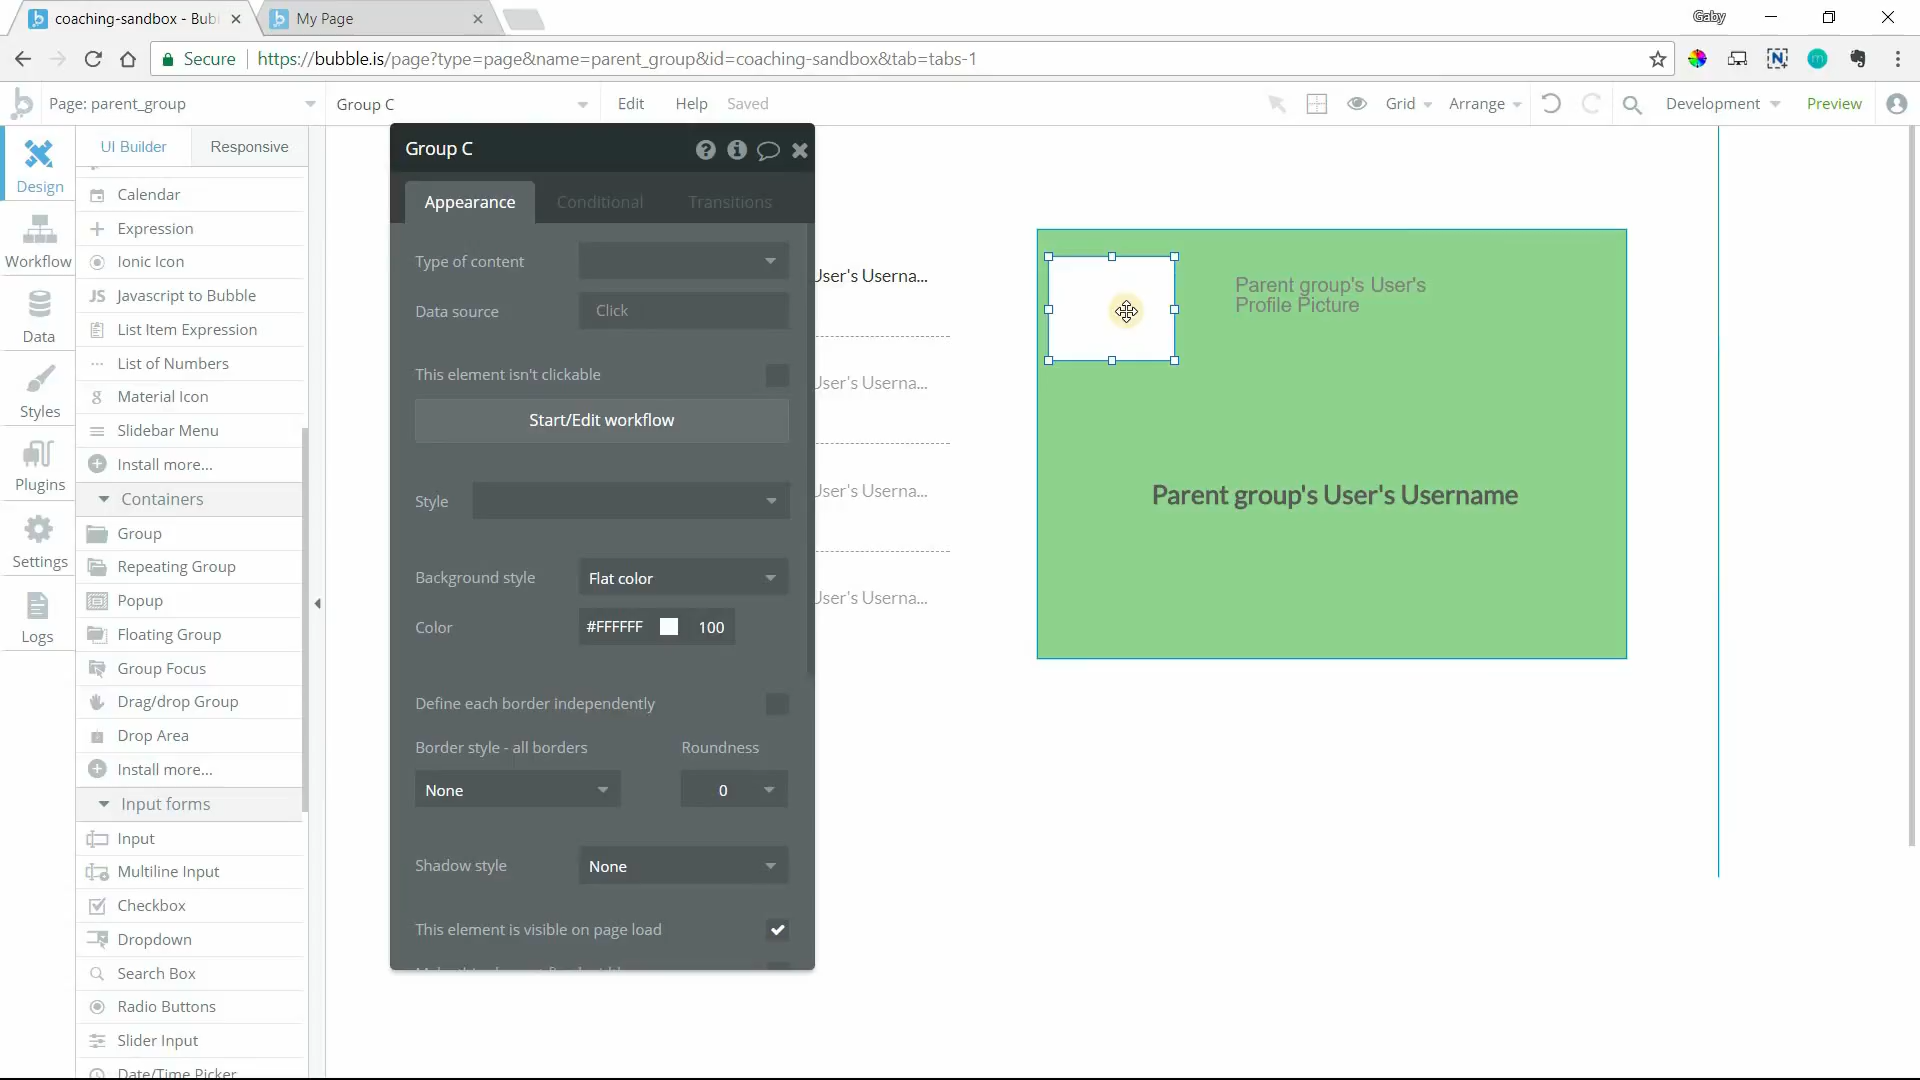 coaching-sandbox - Bub
My Page
Gaby
Secure
https://bubble.is/page?type=page&name=parent_group&id=coaching-sandbox&tab=tabs-1
Page: parent_group
Group C
Edit
Help
Saved
Grid
Arrange
Development
Preview
Design
Workflow
Data
Styles
Plugins
Settings
Logs
UI Builder
Responsive
Calendar
Expression
Ionic Icon
JS Javascript to Bubble
List Item Expression
List of Numbers
g Material Icon
Slidebar Menu
Install more...
Containers
Group
Repeating Group
Popup
Floating Group
Group Focus
Drag/drop Group
Drop Area
Install more...
Input forms
Input
Multiline Input
Checkbox
Dropdown
Search Box
Radio Buttons
Slider Input
Date/Time Picker
Group C
Appearance
Conditional
Transitions
Type of content
Data source
Click
This element isn't clickable
Start/Edit workflow
Style
Background style
Flat color
Color
#FFFFFF
100
Define each border independently
Border style - all borders
Roundness
None
0
Shadow style
None
This element is visible on page load
User's Userna...
User's Userna...
User's Userna...
User's Userna...
Parent group's User's
Profile Picture
Parent group's User's Username